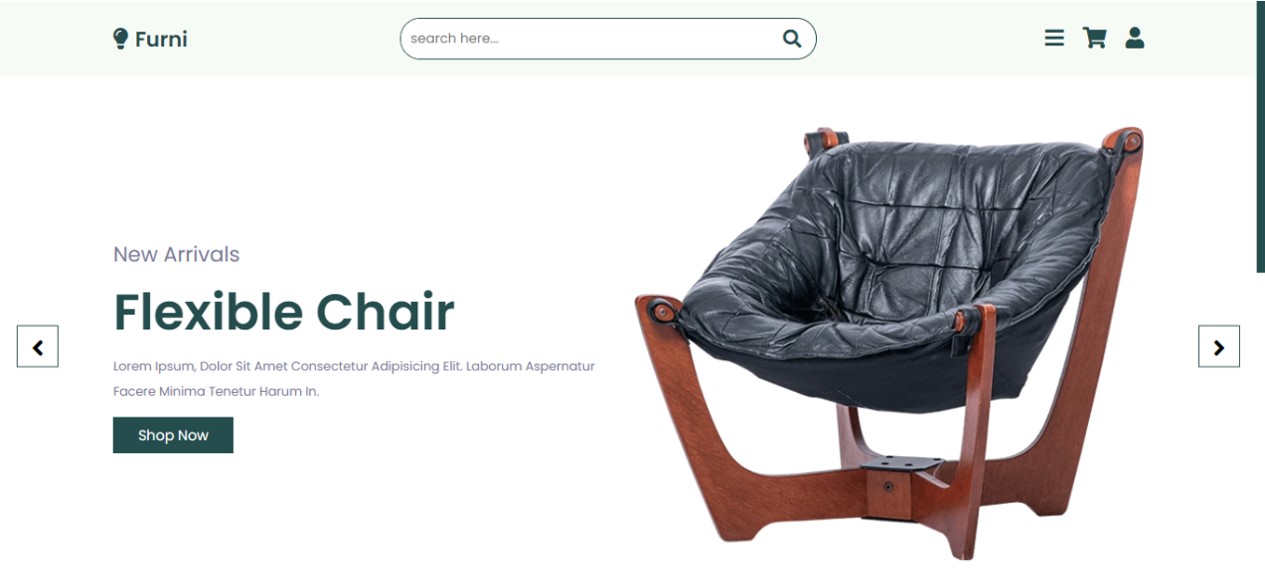 Furni
search here...
New Arrivals
Flexible Chair
Lorem Ipsum, Dolor Sit Amet Consectetur Adipisicing Elit. Laborum Aspernatur
Facere Minima Tenetur Harum In.
Shop Now